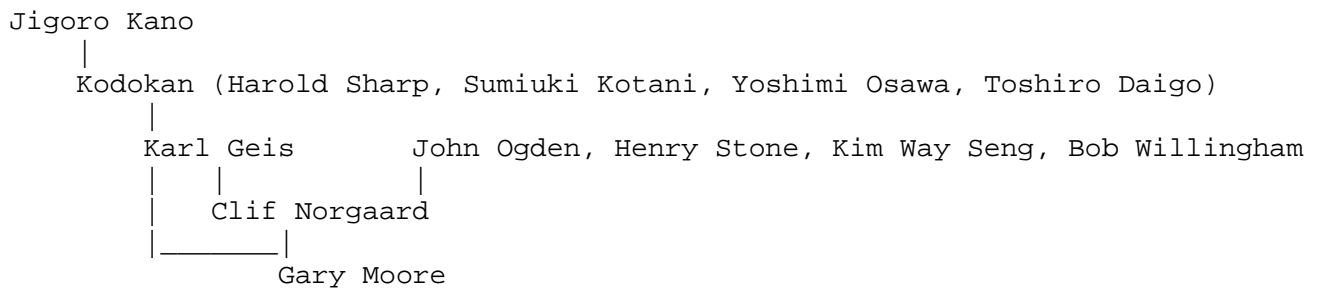 Jigoro Kano
Kodokan (Harold Sharp, Sumiuki Kotani, Yoshimi Osawa, Toshiro Daigo)
Karl Geis John Ogden, Henry Stone, Kim Way Seng, Bob Willingham
Clif Norgaard
Gary Moore